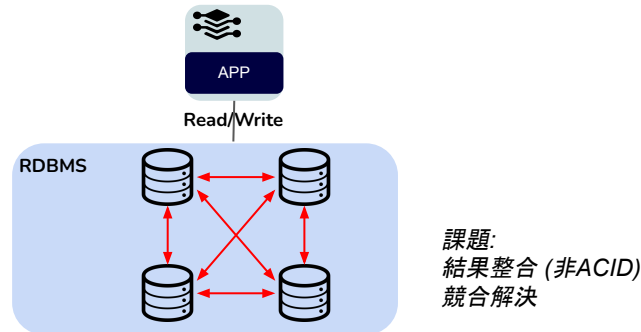 APP
Read/Write
RDBMS
課題:
結果整合 (非ACID)
競合解決